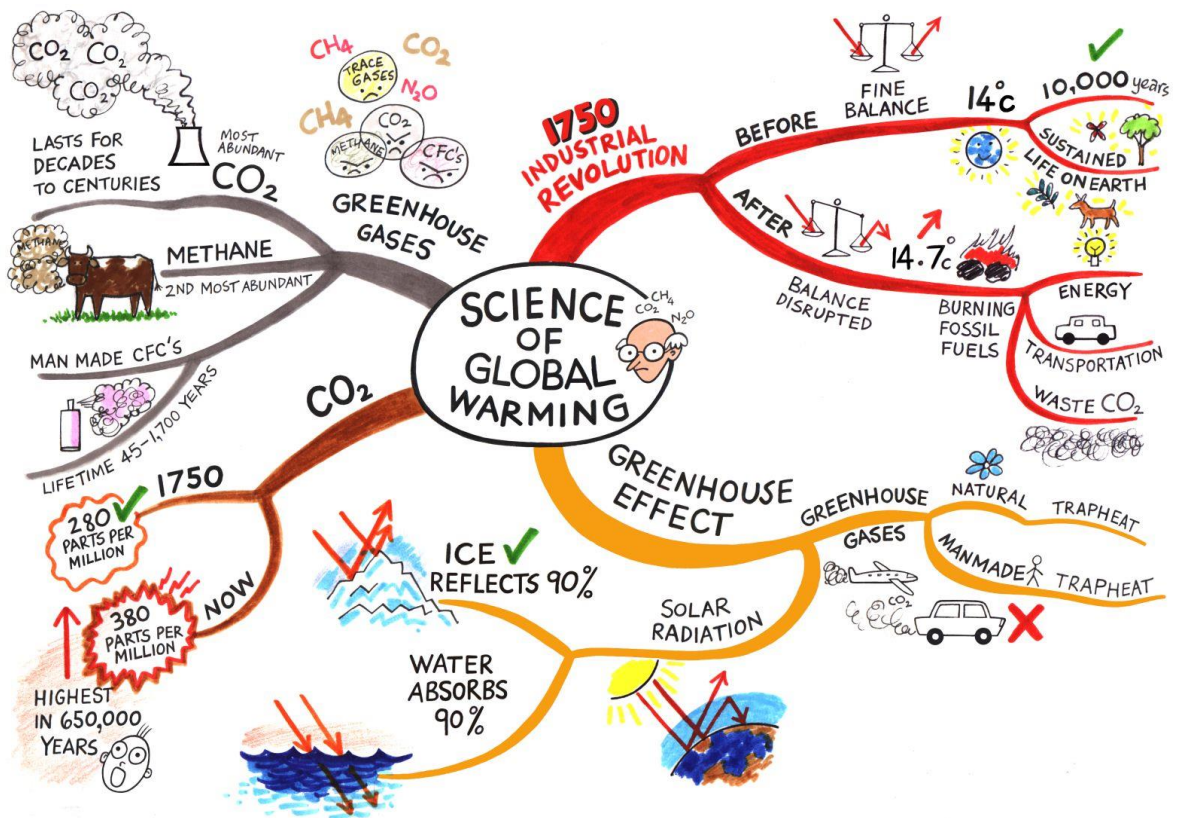 SCIENCE
OF
GLOBAL
WARMING
CH4
CO2
N2O
1750
INDUSTRIAL
REVOLUTION
BEFORE
FINE
BALANCE
14°C
10,000 years
SUSTAINED
LIFE ON EARTH
AFTER
BALANCE
DISRUPTED
14.7°C
BURNING
FOSSIL
FUELS
ENERGY
TRANSPORTATION
WASTE CO2
GREENHOUSE
EFFECT
GREENHOUSE
GASES
NATURAL
TRAPHEAT
MANMADE
TRAPHEAT
CO2
SOLAR
RADIATION
ICE
REFLECTS 90%
WATER
ABSORBS
90%
CO2
1750
280
PARTS PER
MILLION
NOW
380
PARTS PER
MILLION
HIGHEST
IN 650,000
YEARS
GREENHOUSE
GASES
CH4
CO2
TRACE
GASES
N2O
CH4
CO2
METHANE
CFC'S
CO2
MOST
ABUNDANT
CO2
CO2
CO2
LASTS FOR
DECADES
TO CENTURIES
METHANE
2ND MOST ABUNDANT
METHANE
MAN MADE CFC'S
LIFETIME 45-1,700 YEARS